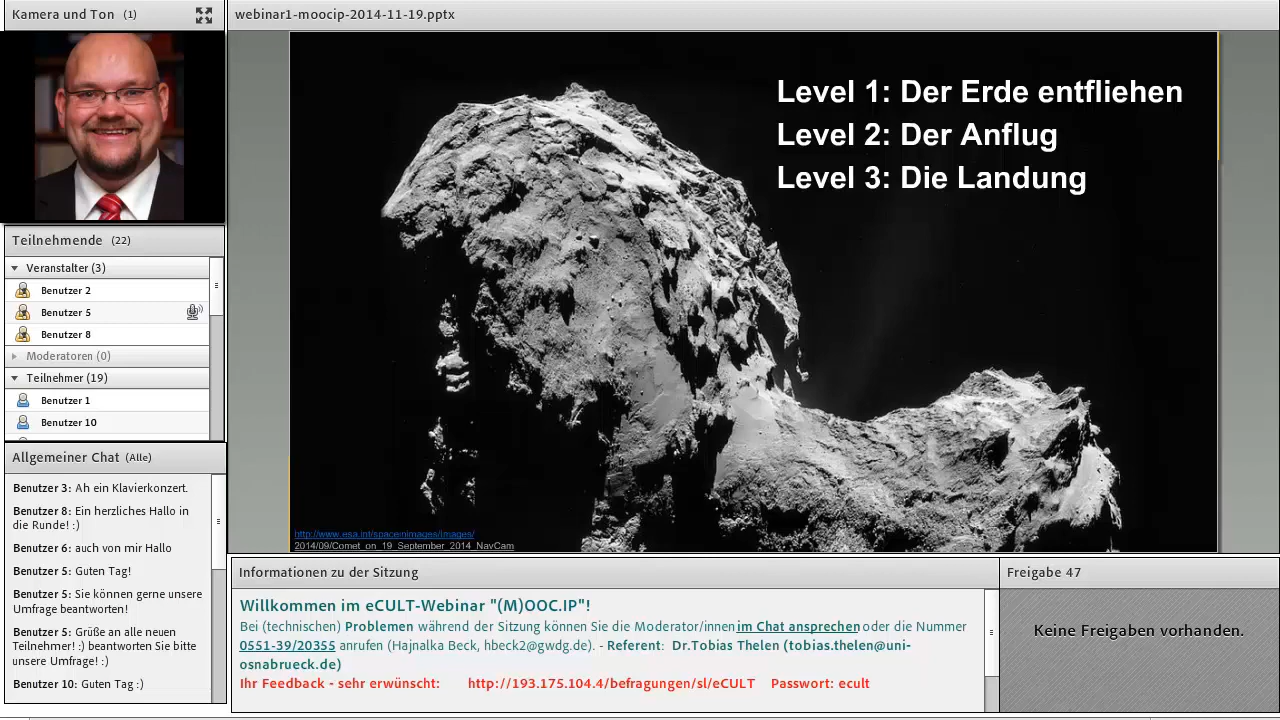 Kamera und Ton (1)
webinar1-moocip-2014-11-19.pptx
Level 1: Der Erde entfliehen
Level 2: Der Anflug
Level 3: Die Landung
http://www.esa.int/spaceinimages/Images/
2014/09/Comet_on_19_September_2014_NavCam
Teilnehmende (22)
Veranstalter (3)
Benutzer 2
Benutzer 5
Benutzer 8
Moderatoren (0)
Teilnehmer (19)
Benutzer 1
Benutzer 10
Allgemeiner Chat (Alle)
Benutzer 3: Ah ein Klavierkonzert.
Benutzer 8: Ein herzliches Hallo in
die Runde! :)
Benutzer 6: auch von mir Hallo
Benutzer 5: Guten Tag!
Benutzer 5: Sie können gerne unsere
Umfrage beantworten!
Benutzer 5: Grüße an alle neuen
Teilnehmer! :) beantworten Sie bitte
unsere Umfrage! :)
Benutzer 10: Guten Tag :)
Informationen zu der Sitzung
Willkommen im eCULT-Webinar "(M)OOC.IP"!
Bei (technischen) Problemen während der Sitzung können Sie die Moderator/innen im Chat ansprechen oder die Nummer
0551-39/20355 anrufen (Hajnalka Beck, hbeck2@gwdg.de). - Referent: Dr.Tobias Thelen (tobias.thelen@uni-
osnabrueck.de)
Ihr Feedback - sehr erwünscht: http://193.175.104.4/befragungen/sl/eCULT Passwort: ecult
Freigabe 47
Keine Freigaben vorhanden.